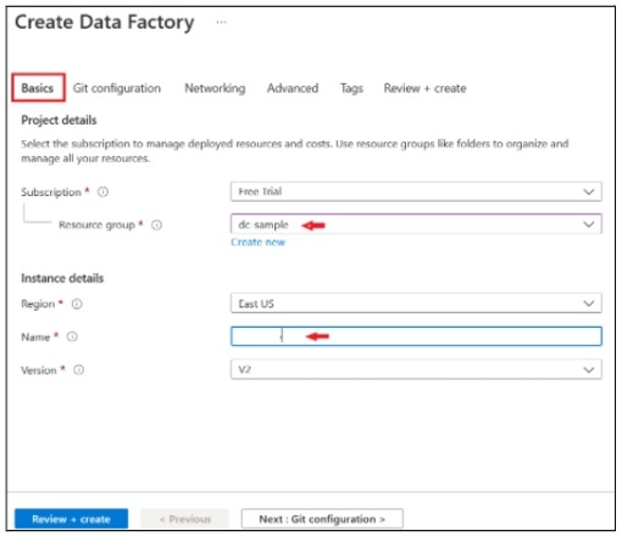 Create Data Factory ...
Basics Git configuration Networking Advanced Tags Review + create
Project details
Select the subscription to manage deployed resources and costs. Use resource groups like folders to organize and
manage all your resources.
Subscription * Free Trial
Resource group * dc-sample
Create new
Instance details
Region * East US
Name *
Version * V2
Review + create < Previous Next : Git configuration >